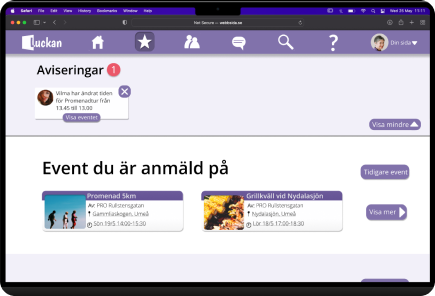 Safari File Edit View History Bookmarks Window Help
Wed 25 May 11:11
Not Secure — webbsida.se
Luckan
Din sida
Aviseringar 1
Vilma har ändrat tiden
för Promenadtur från
13.45 till 13.00
Visa eventet
Visa mindre
Event du är anmäld på
Tidigare event
Promenad 5km
Av: PRO Rullstensgatan
Gammliaskogen, Umeå
Sön 19/5 14:00-15:30
Grillkväll vid Nydalasjön
Av: PRO Rullstensgatan
Nydalasjön, Umeå
Lör 18/5 17:00-18:30
Visa mer